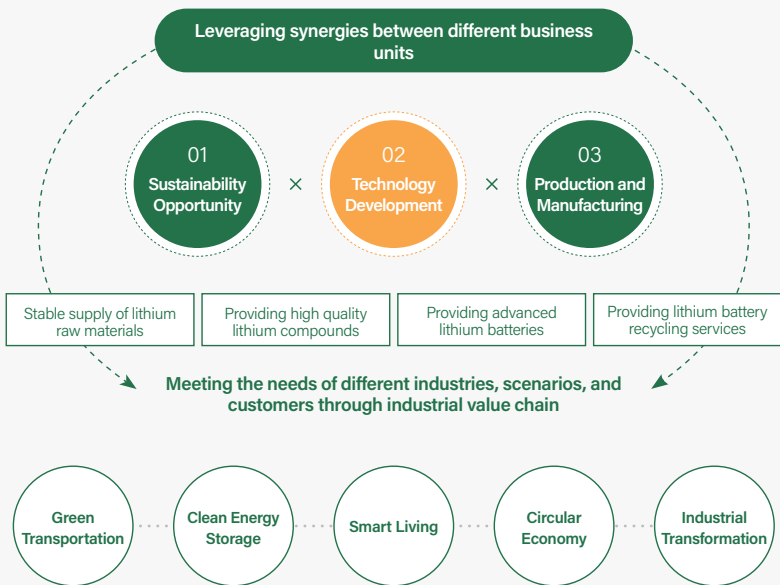 Leveraging synergies between different business
units
01
Sustainability
Opportunity
×
02
Technology
Development
×
03
Production and
Manufacturing
Stable supply of lithium
raw materials
Providing high quality
lithium compounds
Providing advanced
lithium batteries
Providing lithium battery
recycling services
Meeting the needs of different industries, scenarios, and
customers through industrial value chain
Green
Transportation
Clean Energy
Storage
Smart Living
Circular
Economy
Industrial
Transformation